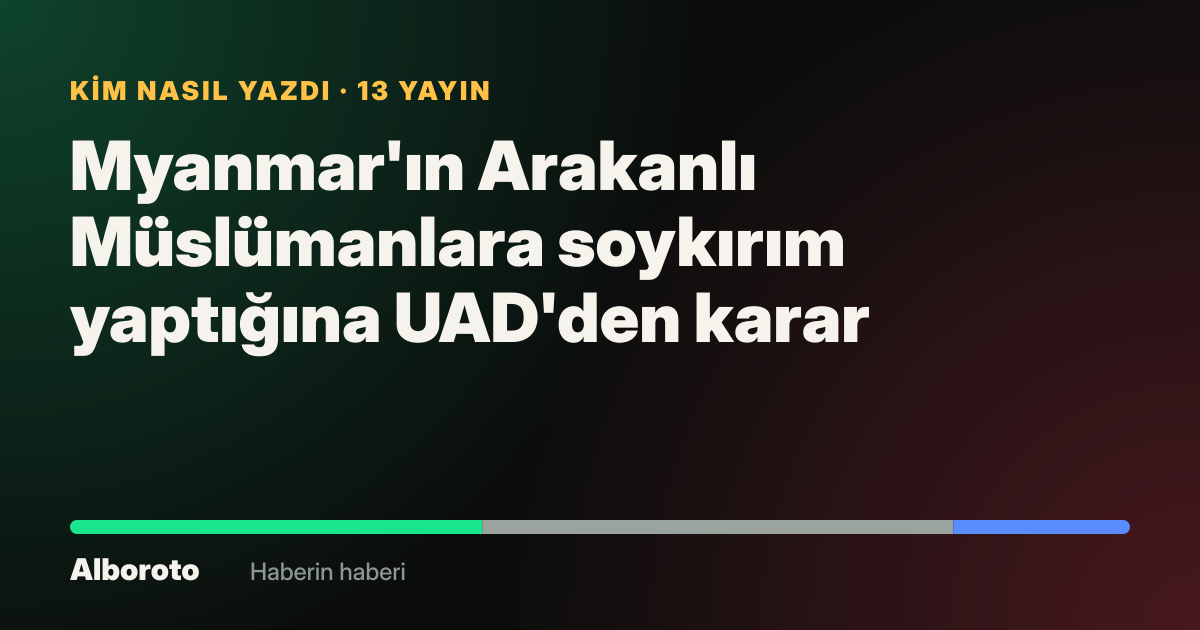 KİM NASIL YAZDI · 13 YAYIN
Myanmar'ın Arakanlı
Müslümanlara soykırım
yaptığına UAD'den karar
Alboroto
Haberin haberi